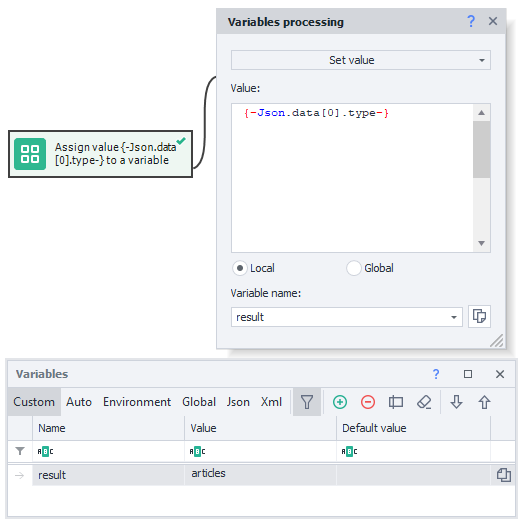 Variables processing
?
Set value
Value:
{-Json.data[0].type-}
Assign value {-Json.data
[0].type-} to a variable
Local Global
Variable name:
result
Variables
?
Custom Auto Environment Global Json Xml
Name Value Default value
ABC ABC ABC
result articles